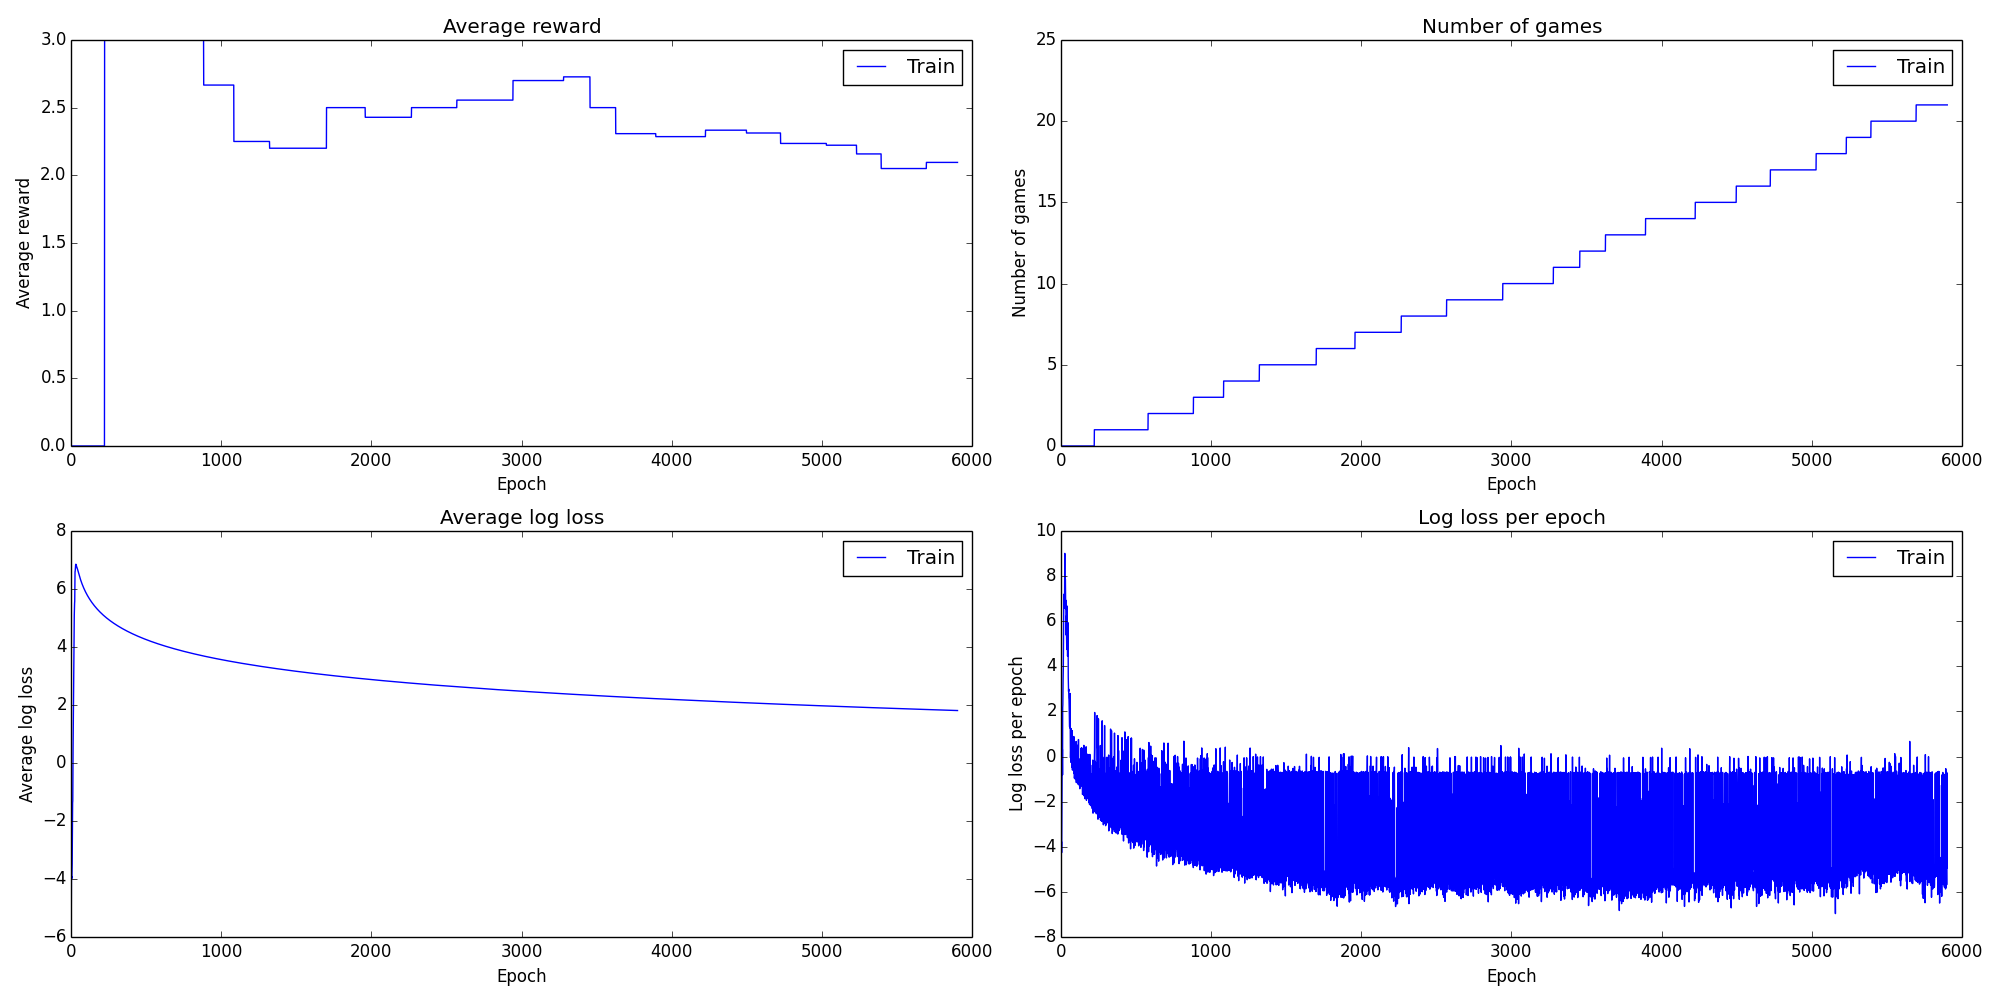 Average reward
Train
Average reward
3.0
2.5
2.0
1.5
1.0
0.5
0.0
0 1000 2000 3000 4000 5000 6000
Epoch
Number of games
Train
Number of games
25
20
15
10
5
0
0 1000 2000 3000 4000 5000 6000
Epoch
Average log loss
Train
Average log loss
8
6
4
2
0
−2
−4
−6
0 1000 2000 3000 4000 5000 6000
Epoch
Log loss per epoch
Train
Log loss per epoch
10
8
6
4
2
0
−2
−4
−6
−8
0 1000 2000 3000 4000 5000 6000
Epoch